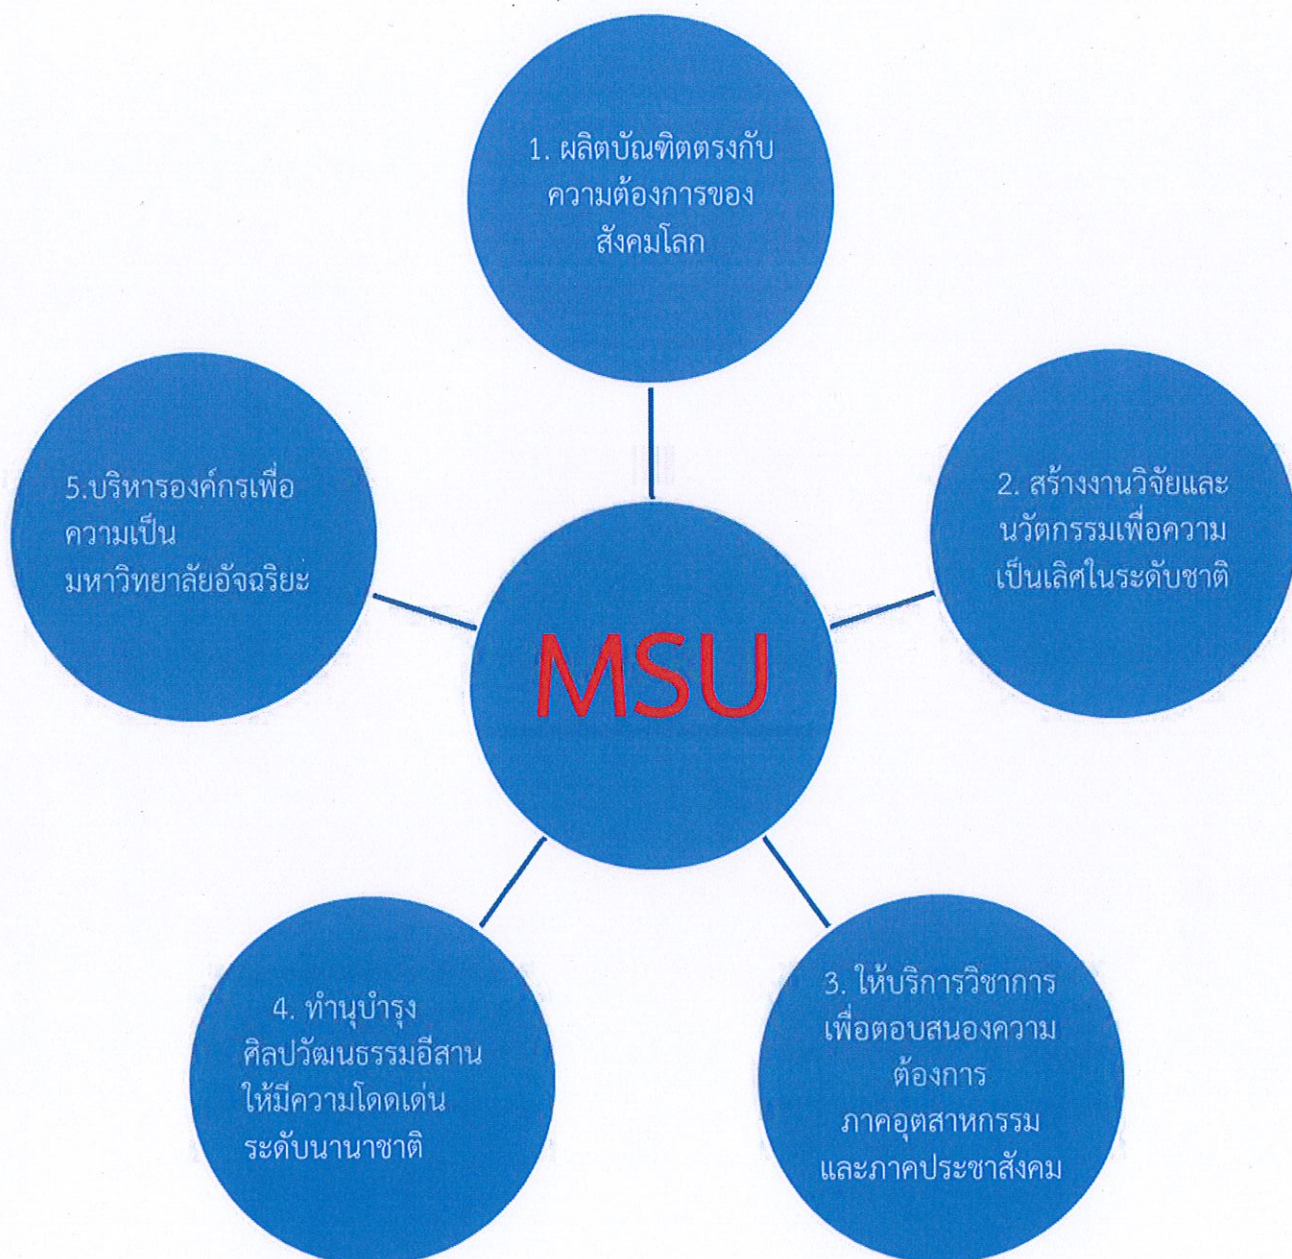 1. ผลิตบัณฑิตตรงกับ
ความต้องการของ
สังคมโลก
2. สร้างงานวิจัยและ
นวัตกรรมเพื่อความ
เป็นเลิศในระดับชาติ
3. ให้บริการวิชาการ
เพื่อตอบสนองความ
ต้องการ
ภาคอุตสาหกรรม
และภาคประชาสังคม
4. ทำนุบำรุง
ศิลปวัฒนธรรมอีสาน
ให้มีความโดดเด่น
ระดับนานาชาติ
5.บริหารองค์กรเพื่อ
ความเป็น
มหาวิทยาลัยอัจฉริยะ
MSU